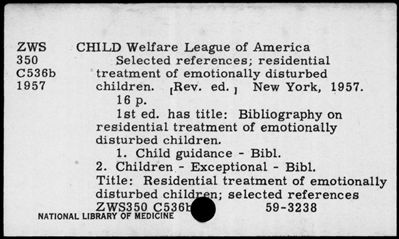 ZWS CHILD Welfare League of America
350 Selected references; residential
C536b treatment of emotionally disturbed
1957 children. [Rev. ed.] New York, 1957.
16 p.
1st ed. has title: Bibliography on
residential treatment of emotionally
disturbed children.
1. Child guidance - Bibl.
2. Children - Exceptional - Bibl.
Title: Residential treatment of emotionally
disturbed children; selected references
ZWS350 C536b 59-3238
NATIONAL LIBRARY OF MEDICINE